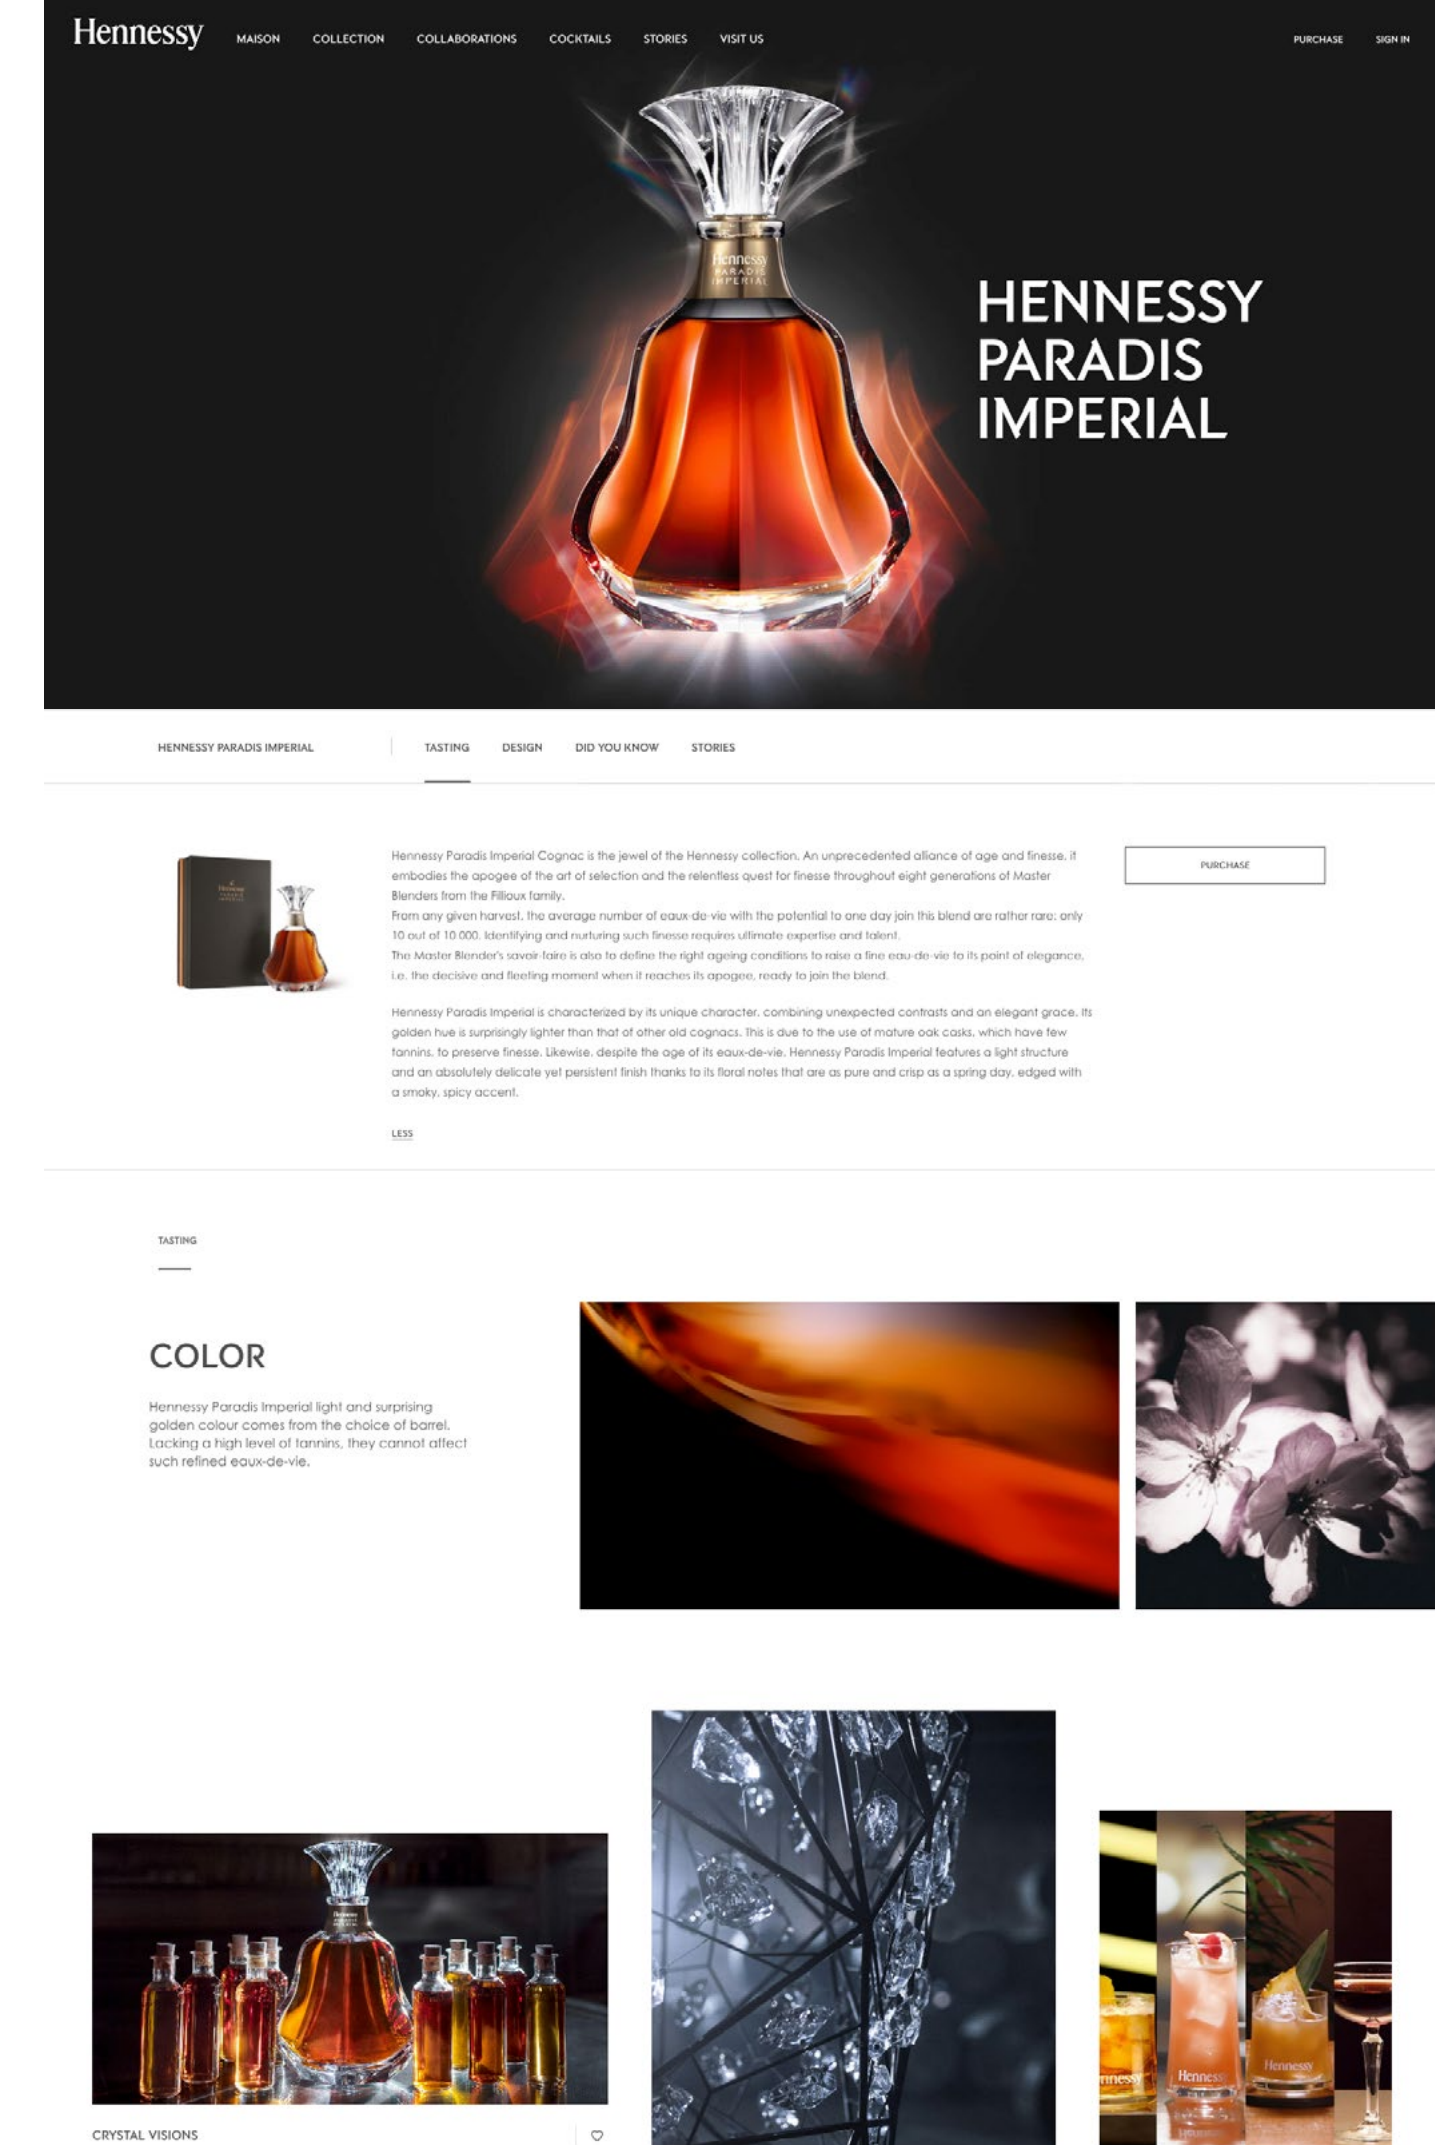 Hennessy
MAISON
COLLECTION
COLLABORATIONS
COCKTAILS
STORIES
VISIT US
PURCHASE
SIGN IN
Hennessy
PARADIS
IMPERIAL
HENNESSY
PARADIS
IMPERIAL
HENNESSY PARADIS IMPERIAL
TASTING
DESIGN
DID YOU KNOW
STORIES
Hennessy
PARADIS
IMPERIAL
Hennessy Paradis Imperial Cognac is the jewel of the Hennessy collection. An unprecedented alliance of age and finesse, it
embodies the apogee of the art of selection and the relentless quest for finesse throughout eight generations of Master
Blenders from the Fillioux family.
From any given harvest, the average number of eaux-de-vie with the potential to one day join this blend are rather rare: only
10 out of 10 000. Identifying and nurturing such finesse requires ultimate expertise and talent.
The Master Blender's savoir-faire is also to define the right ageing conditions to raise a fine eau-de-vie to its point of elegance,
i.e. the decisive and fleeting moment when it reaches its apogee, ready to join the blend.
Hennessy Paradis Imperial is characterized by its unique character, combining unexpected contrasts and an elegant grace. Its
golden hue is surprisingly lighter than that of other old cognacs. This is due to the use of mature oak casks, which have few
tannins, to preserve finesse. Likewise, despite the age of its eaux-de-vie, Hennessy Paradis Imperial features a light structure
and an absolutely delicate yet persistent finish thanks to its floral notes that are as pure and crisp as a spring day, edged with
a smoky, spicy accent.
LESS
PURCHASE
TASTING
COLOR
Hennessy Paradis Imperial light and surprising
golden colour comes from the choice of barrel.
Lacking a high level of tannins, they cannot affect
such refined eaux-de-vie.
Hennessy
nnessy
Henness
Hennessy
CRYSTAL VISIONS